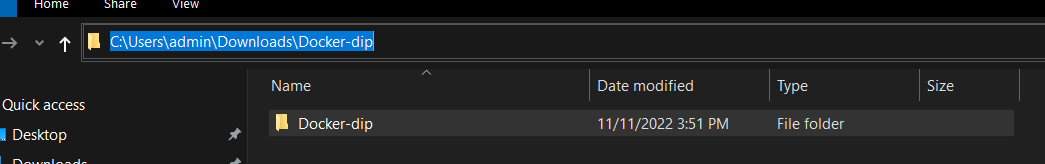 Home Share View
C:\Users\admin\Downloads\Docker-dip
Name Date modified Type Size
Quick access
Docker-dip 11/11/2022 3:51 PM File folder
Desktop
Downloads